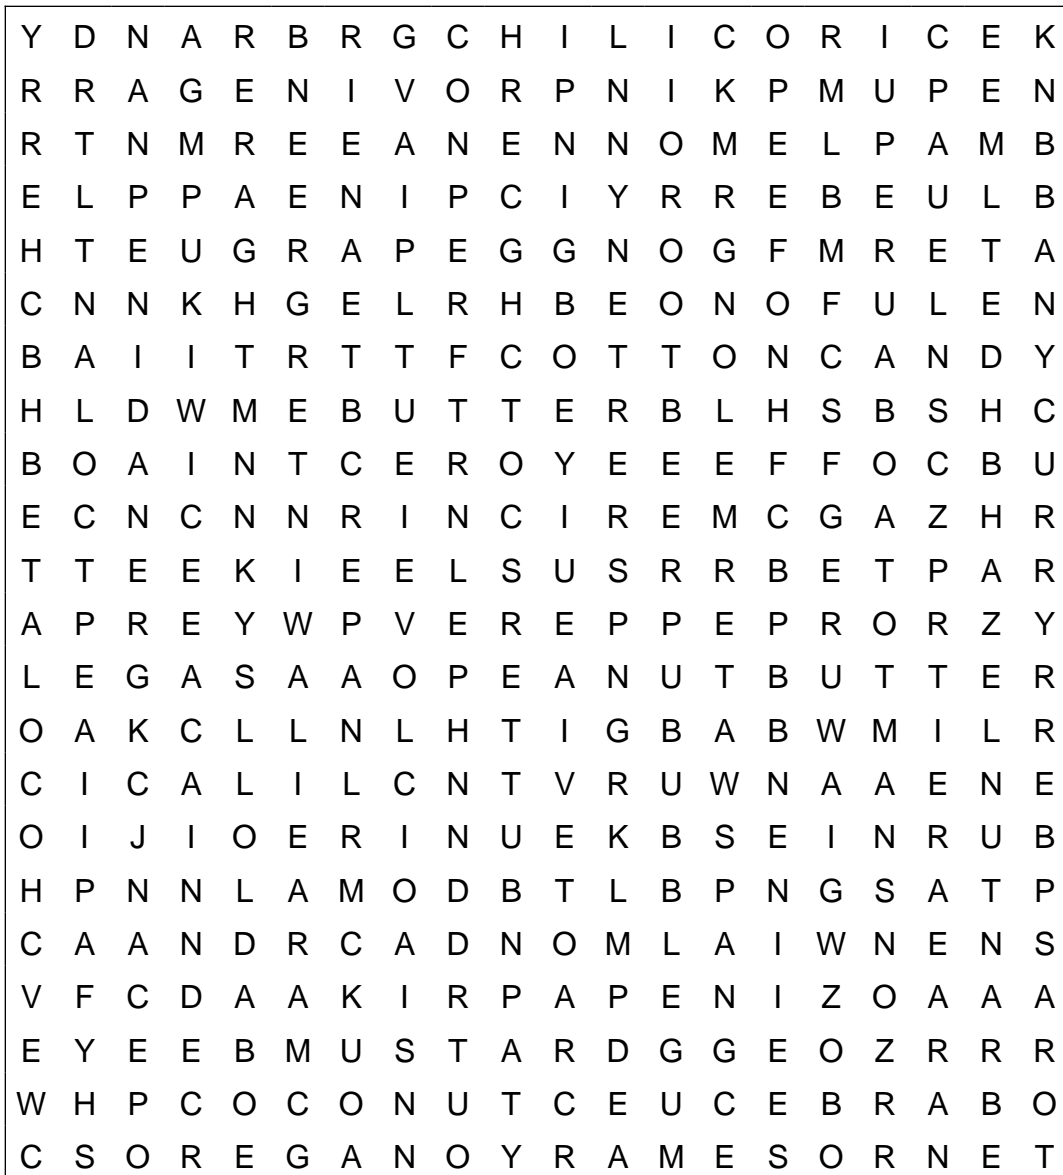 Y D N A R B R G C H I L I C O R I C E K
R R A G E N I V O R P N I K P M U P E N
R T N M R E E A N E N N O M E L P A M B
E L P P A E N I P C I Y R R E B E U L B
H T E U G R A P E G G N O G F M R E T A
C N N K H G E L R H B E O N O F U L E N
B A I I T R T T F C O T T O N C A N D Y
H L D W M E B U T T E R B L H S B S H C
B O A I N T C E R O Y E E E F F O C B U
E C N C N N R I N C I R E M C G A Z H R
T T E E K I E E L S U S R R B E T P A R
A P R E Y W P V E R E P P E P R O R Z Y
L E G A S A A O P E A N U T B U T T E R
O A K C L L N L H T I G B A B W M I L R
C I C A L I L C N T V R U W N A A E N E
O I J I O E R I N U E K B S E I N R U B
H P N N L A M O D B T L B P N G S A T P
C A A N D R C A D N O M L A I W N E N S
V F C D A A K I R P A P E N I Z O A A A
E Y E E B M U S T A R D G G E O Z R R R
W H P C O C O N U T C E U C E B R A B O
C S O R E G A N O Y R A M E S O R N E T